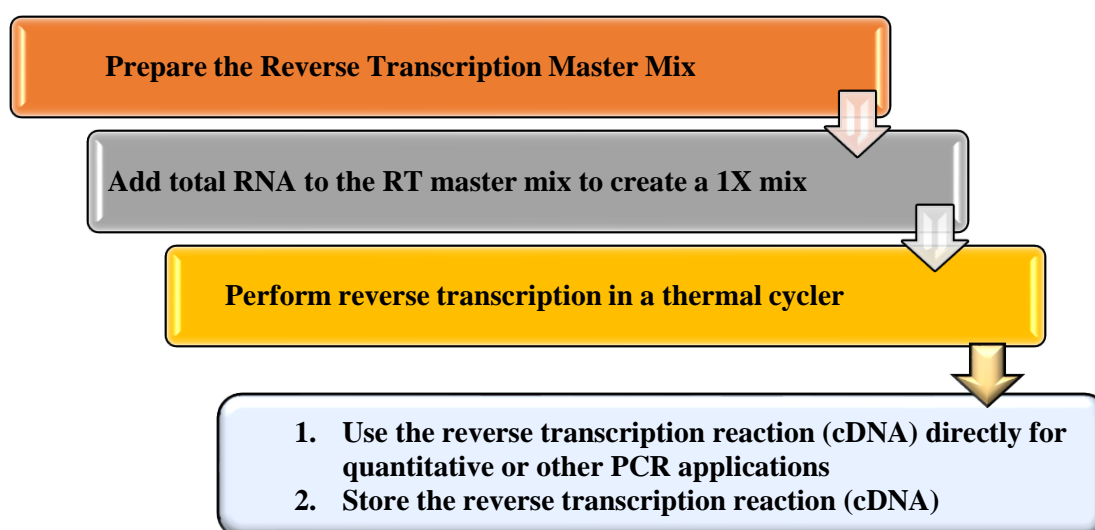 Prepare the Reverse Transcription Master Mix
Add total RNA to the RT master mix to create a 1X mix
Perform reverse transcription in a thermal cycler
1. Use the reverse transcription reaction (cDNA) directly for
quantitative or other PCR applications
2. Store the reverse transcription reaction (cDNA)